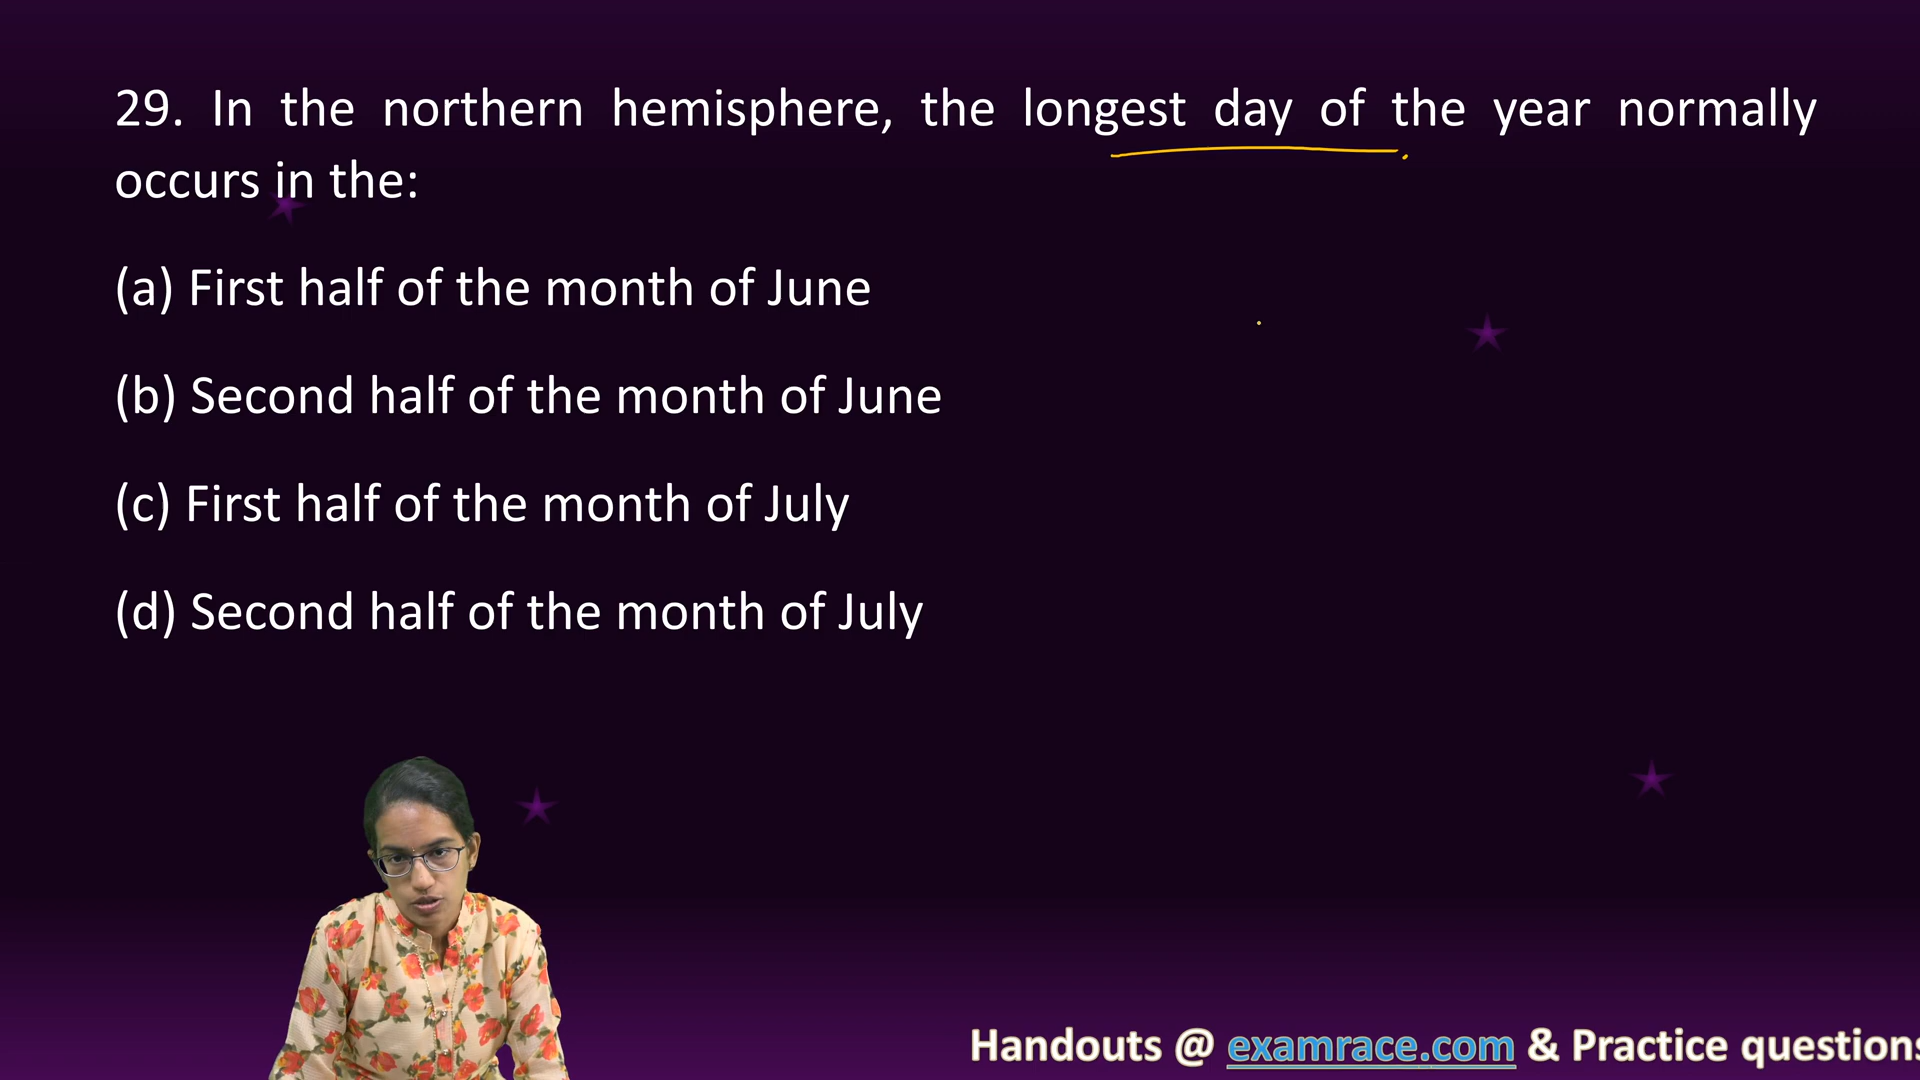 29. In the northern hemisphere, the longest day of the year normally
occurs in the:
(a) First half of the month of June
(b) Second half of the month of June
(c) First half of the month of July
(d) Second half of the month of July
Handouts @ examrace.com & Practice questions